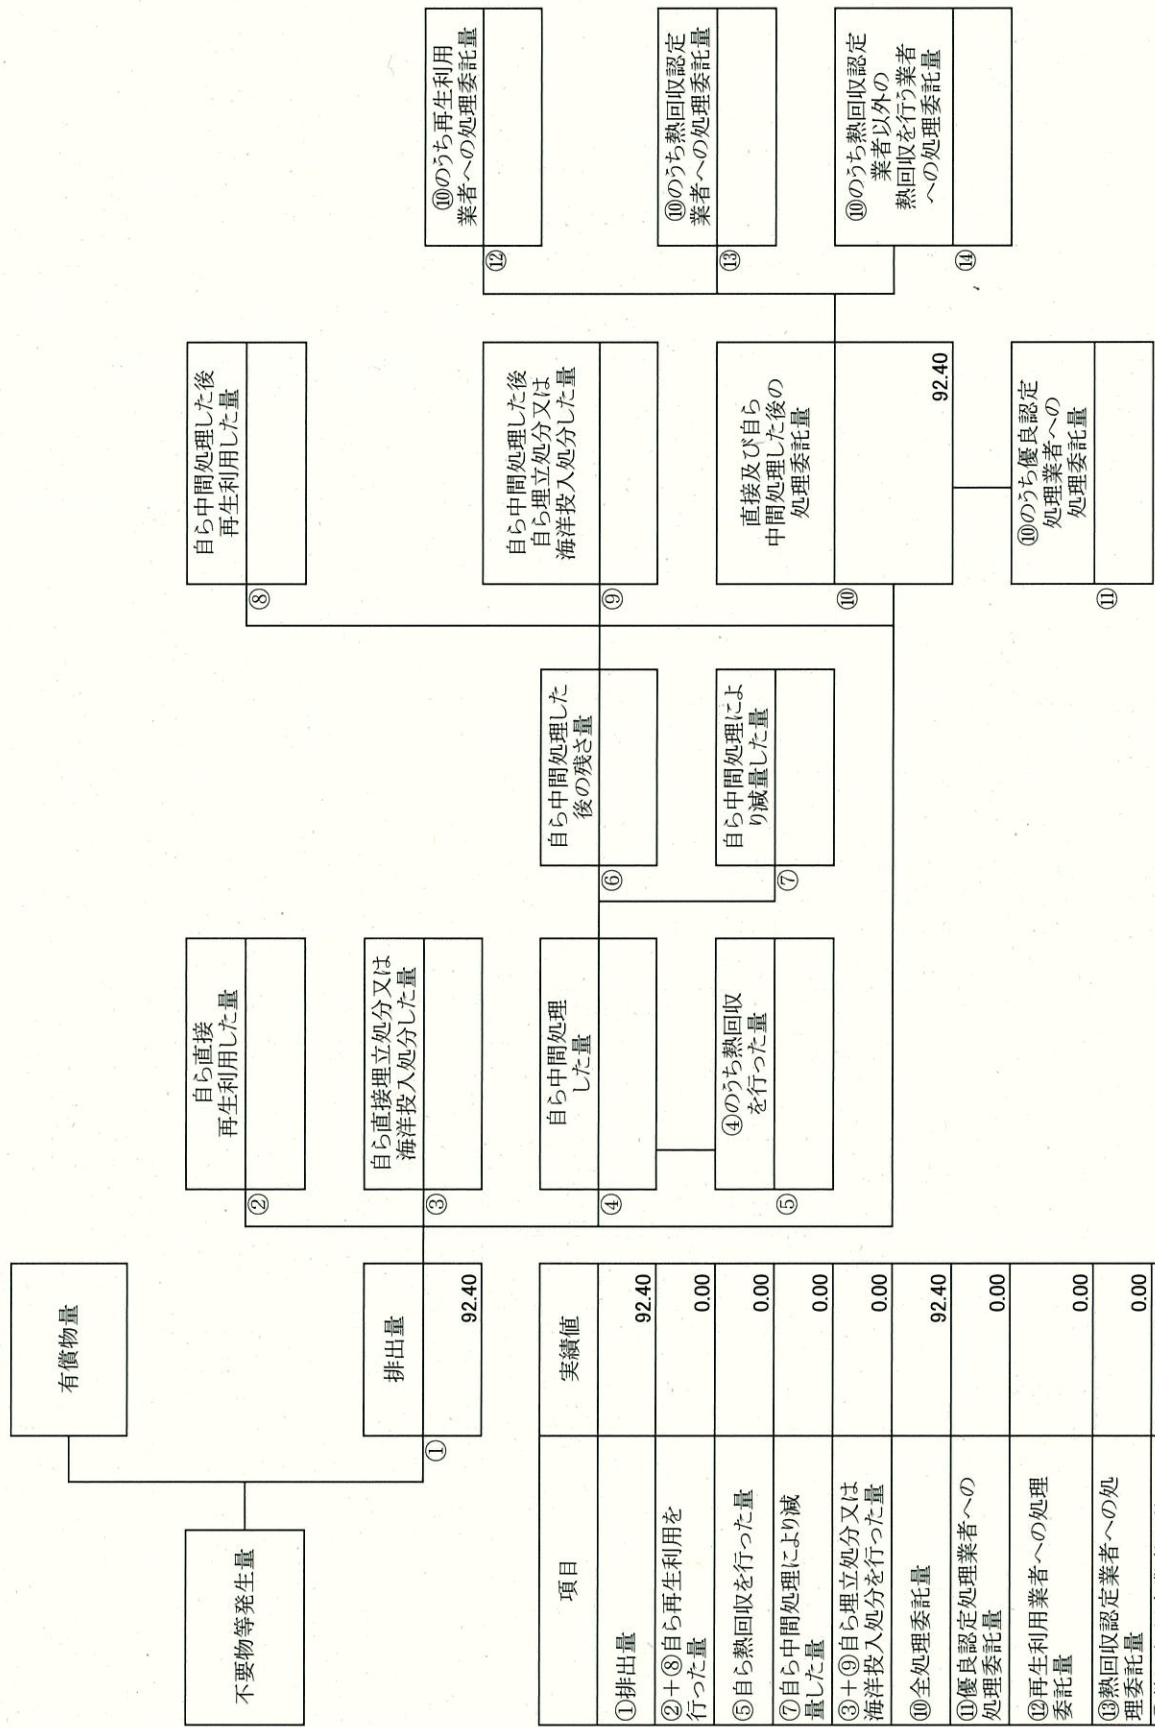 不要物等発生量
有償物量
排出量
①
92.40
自ら直接
再生利用した量
②
自ら直接埋立処分又は
海洋投入処分した量
③
自ら中間処理
した量
④
④のうち熱回収
を行った量
⑤
自ら中間処理した
後の残さ量
⑥
自ら中間処理によ
り減量した量
⑦
自ら中間処理した後
再生利用した量
⑧
自ら中間処理した後
自ら埋立処分又は
海洋投入処分した量
⑨
直接及び自ら
中間処理した後の
処理委託量
⑩
92.40
⑩のうち優良認定
処理業者への
処理委託量
⑪
⑩のうち再生利用
業者への処理委託量
⑫
⑩のうち熱回収認定
業者への処理委託量
⑬
⑩のうち熱回収認定
業者以外の
熱回収を行う業者
への処理委託量
⑭
項目 実績値
①排出量 92.40
②+⑧自ら再生利用を
行った量 0.00
⑤自ら熱回収を行った量 0.00
⑦自ら中間処理により減
量した量 0.00
③+⑨自ら埋立処分又は
海洋投入処分を行った量 0.00
⑩全処理委託量 92.40
⑪優良認定処理業者への
処理委託量 0.00
⑫再生利用業者への処理
委託量 0.00
⑬熱回収認定業者への処
理委託量 0.00